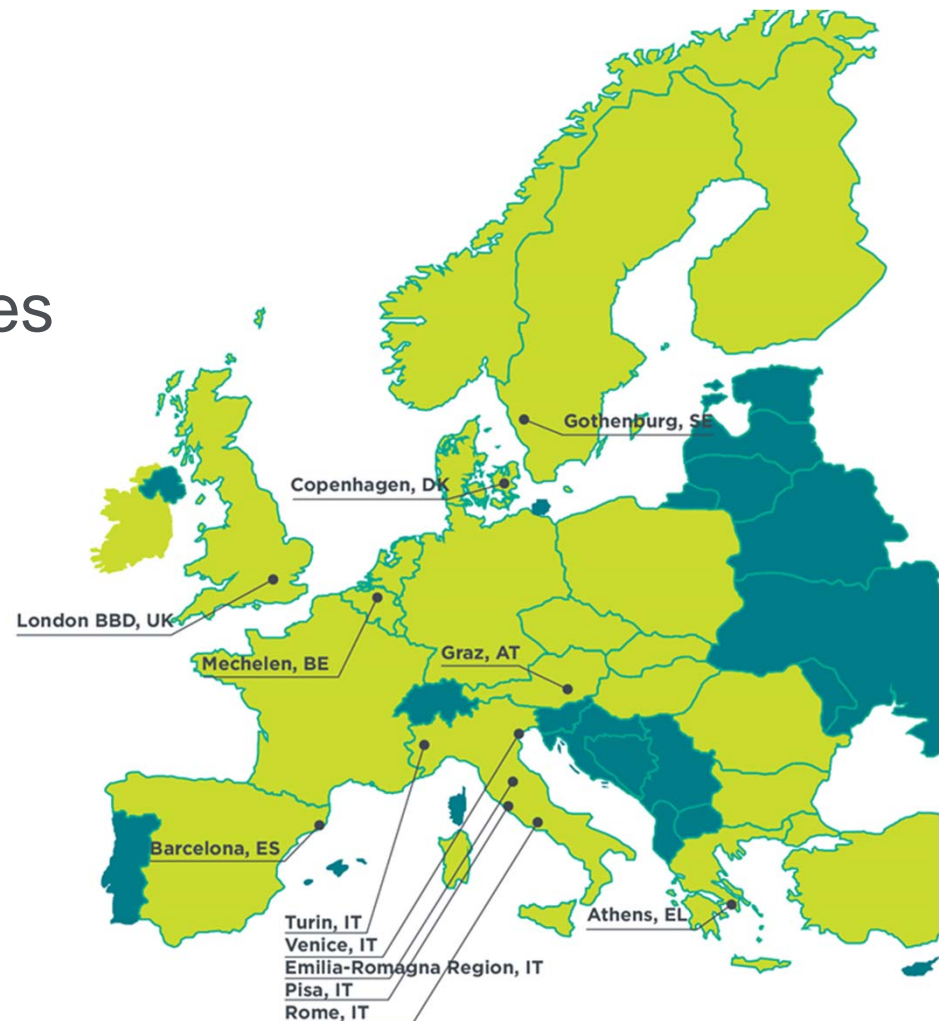 es
Gothenburg, SE
Copenhagen, DK
London BBD, UK
Mechelen, BE
Graz, AT
Barcelona, ES
Turin, IT
Venice, IT
Emilia-Romagna Region, IT
Pisa, IT
Rome, IT
Athens, EL